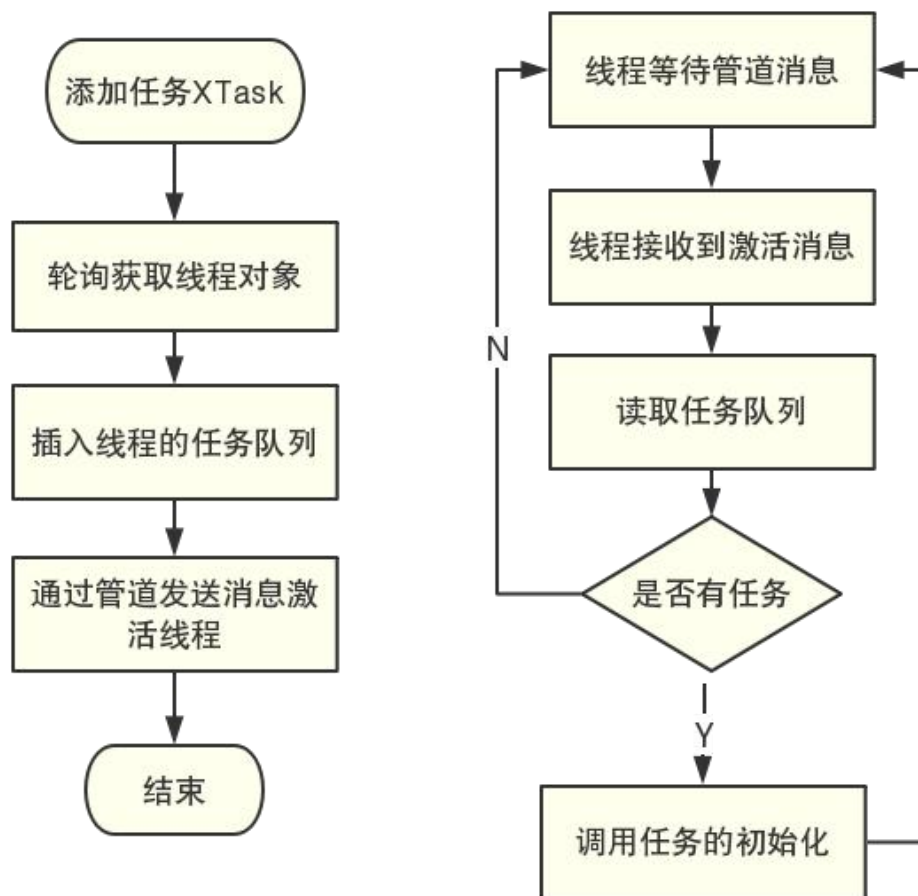 添加任务XTask
轮询获取线程对象
插入线程的任务队列
通过管道发送消息激
活线程
结束
线程等待管道消息
线程接收到激活消息
读取任务队列
是否有任务
N
Y
调用任务的初始化